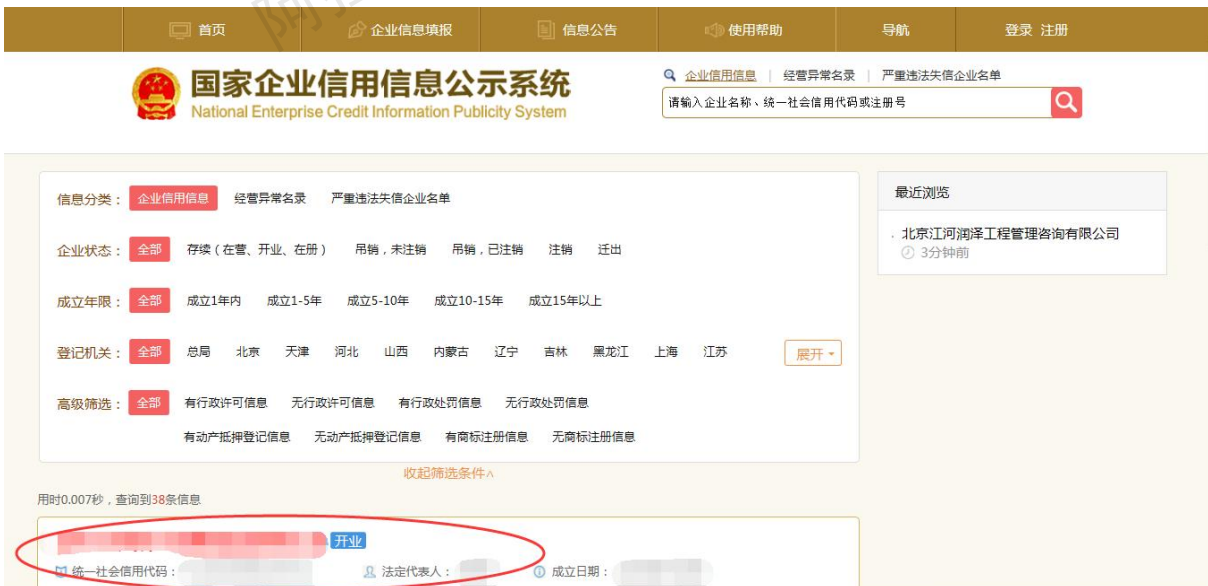 首页 企业信息填报 信息公告 使用帮助 导航 登录 注册
国家企业信用信息公示系统
National Enterprise Credit Information Publicity System
企业信用信息 | 经营异常名录 | 严重违法失信企业名单
请输入企业名称、统一社会信用代码或注册号
信息分类： 企业信用信息 经营异常名录 严重违法失信企业名单
企业状态： 全部 存续（在营、开业、在册） 吊销，未注销 吊销，已注销 注销 迁出
成立年限： 全部 成立1年内 成立1-5年 成立5-10年 成立10-15年 成立15年以上
登记机关： 全部 总局 北京 天津 河北 山西 内蒙古 辽宁 吉林 黑龙江 上海 江苏 展开
高级筛选： 全部 有行政许可信息 无行政许可信息 有行政处罚信息 无行政处罚信息
有动产抵押登记信息 无动产抵押登记信息 有商标注册信息 无商标注册信息
收起筛选条件
最近浏览
北京江河润泽工程管理咨询有限公司
3分钟前
用时0.007秒，查询到38条信息
开业
统一社会信用代码： 法定代表人： 成立日期：